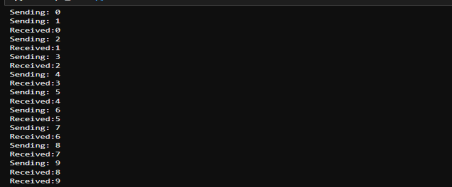 Sending: 0
Sending: 1
Received:0
Sending: 2
Received:1
Sending: 3
Received:2
Sending: 4
Received:3
Sending: 5
Received:4
Sending: 6
Received:5
Sending: 7
Received:6
Sending: 8
Received:7
Sending: 9
Received:8
Received:9